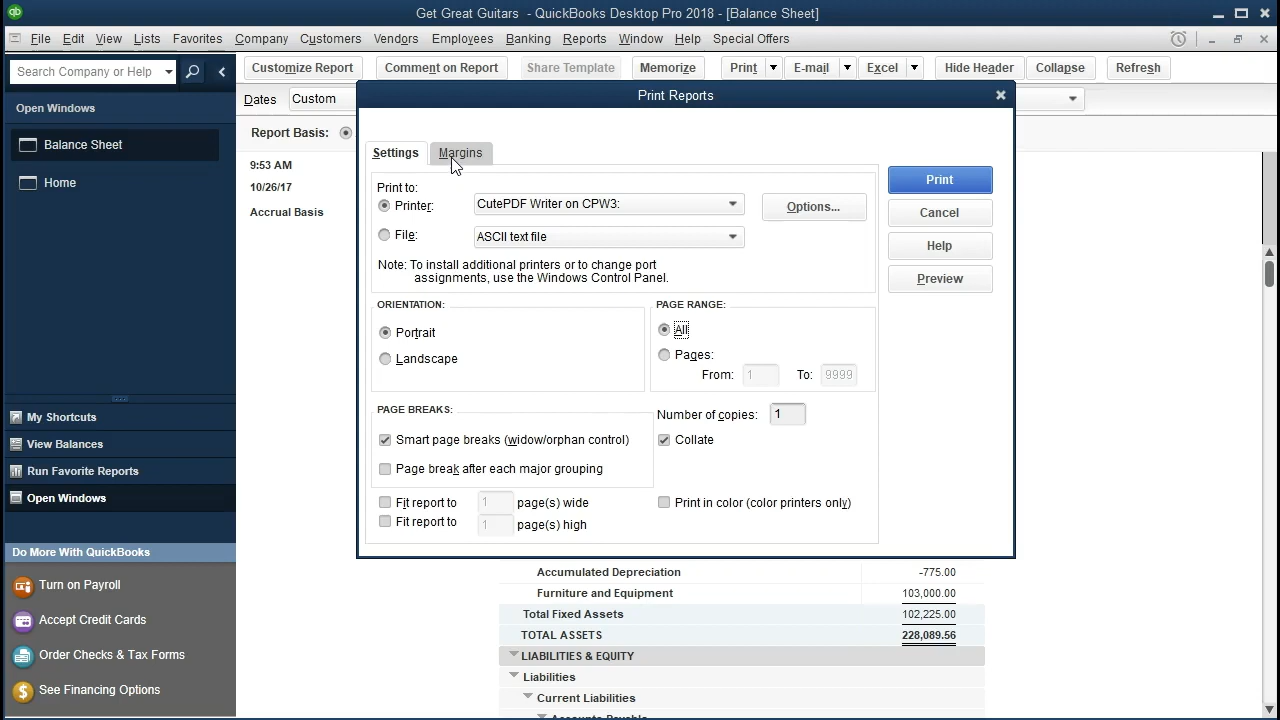 qb
Get Great Guitars - QuickBooks Desktop Pro 2018 - [Balance Sheet]
File Edit View Lists Favorites Company Customers Vendors Employees Banking Reports Window Help Special Offers
Search Company or Help
Customize Report Comment on Report Share Template Memorize Print E-mail Excel Hide Header Collapse Refresh
Open Windows
Dates Custom
Print Reports
Balance Sheet
Report Basis:
Home
9:53 AM
10/26/17
Accrual Basis
Settings Margins
Print to:
Printer: CutePDF Writer on CPW3: Options...
File: ASCII text file
Note: To install additional printers or to change port
assignments, use the Windows Control Panel.
Print
Cancel
Help
Preview
ORIENTATION:
Portrait
Landscape
PAGE RANGE:
All
Pages:
From: 1 To: 9999
PAGE BREAKS:
Smart page breaks (widow/orphan control)
Page break after each major grouping
Number of copies: 1
Collate
Fit report to 1 page(s) wide
Fit report to 1 page(s) high
Print in color (color printers only)
My Shortcuts
View Balances
Run Favorite Reports
Open Windows
Do More With QuickBooks
Turn on Payroll
Accept Credit Cards
Order Checks & Tax Forms
See Financing Options
Accumulated Depreciation -775.00
Furniture and Equipment 103,000.00
Total Fixed Assets 102,225.00
TOTAL ASSETS 228,089.56
LIABILITIES & EQUITY
Liabilities
Current Liabilities
Accounts Payable